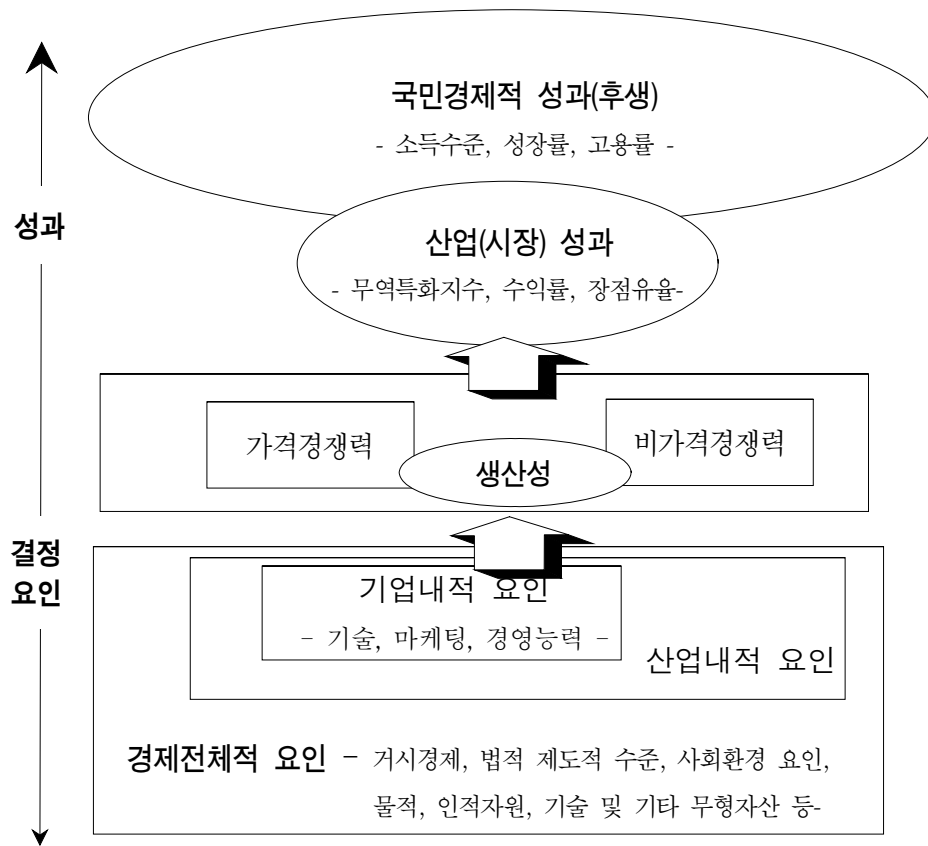 국민경제적 성과(후생)
- 소득수준, 성장률, 고용률 -
성과
산업(시장) 성과
- 무역특화지수, 수익률, 장점유율-
가격경쟁력
비가격경쟁력
생산성
결정
요인
기업내적 요인
- 기술, 마케팅, 경영능력 -
산업내적 요인
경제전체적 요인 - 거시경제, 법적 제도적 수준, 사회환경 요인,
물적, 인적자원, 기술 및 기타 무형자산 등-